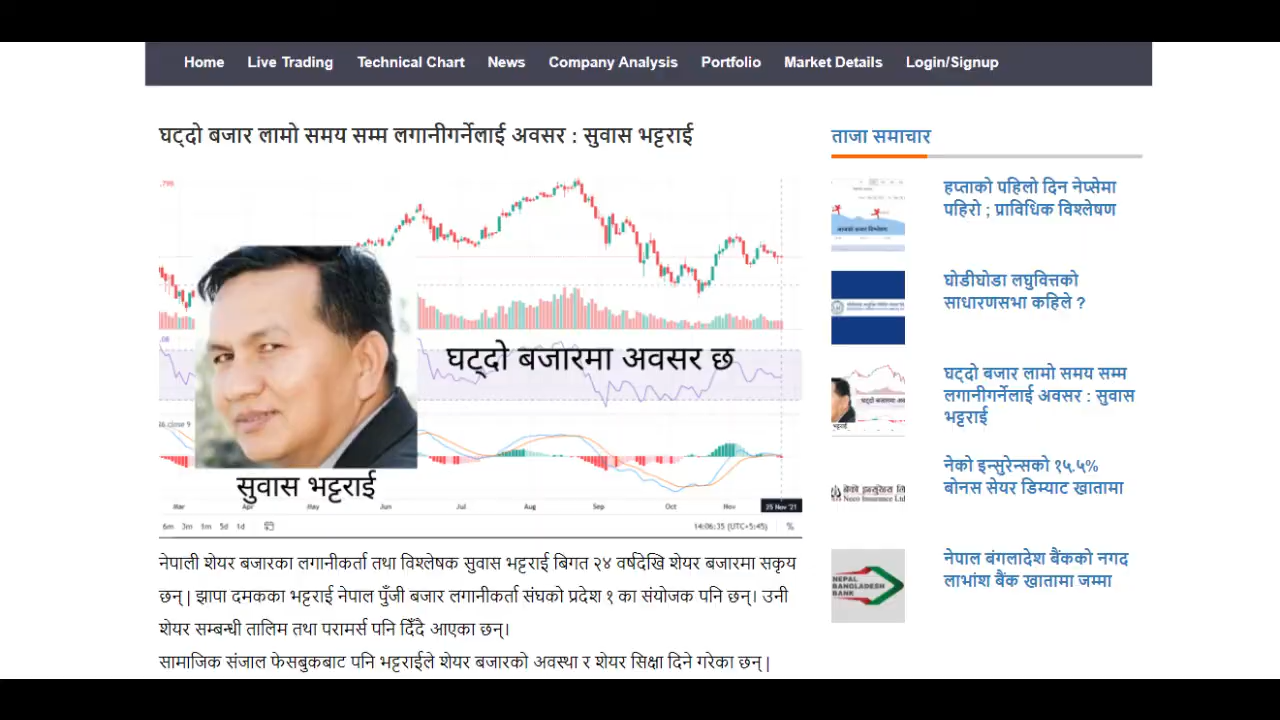 Home Live Trading Technical Chart News Company Analysis Portfolio Market Details Login/Signup
घट्दो बजार लामो समय सम्म लगानीगर्नेलाई अवसर : सुवास भट्टराई
घट्दो बजारमा अवसर छ
सुवास भट्टराई
Mar Apr May Jun Jul Aug Sep Oct Nov 25 Nov '21
6m 3m 1m 5d 1d 14:06:35 (UTC+5:45) %
नेपाली शेयर बजारका लगानीकर्ता तथा विश्लेषक सुवास भट्टराई बिगत २४ वर्षदेखि शेयर बजारमा सकृय
छन् | झापा दमकका भट्टराई नेपाल पुँजी बजार लगानीकर्ता संघको प्रदेश १ का संयोजक पनि छन्। उनी
शेयर सम्बन्धी तालिम तथा परामर्स पनि दिँदै आएका छन्।
सामाजिक संजाल फेसबुकबाट पनि भट्टराईले शेयर बजारको अवस्था र शेयर सिक्षा दिने गरेका छन् |
ताजा समाचार
हप्ताको पहिलो दिन नेप्सेमा
पहिरो ; प्राविधिक विश्लेषण
घोडीघोडा लघुवित्तको
साधारणसभा कहिले ?
घट्दो बजार लामो समय सम्म
लगानीगर्नेलाई अवसर : सुवास
भट्टराई
नेको इन्सुरेन्सको १५.५%
बोनस सेयर डिम्याट खातामा
नेपाल बंगलादेश बैंकको नगद
लाभांश बैंक खातामा जम्मा
NEPAL
BANGLADESH
BANK